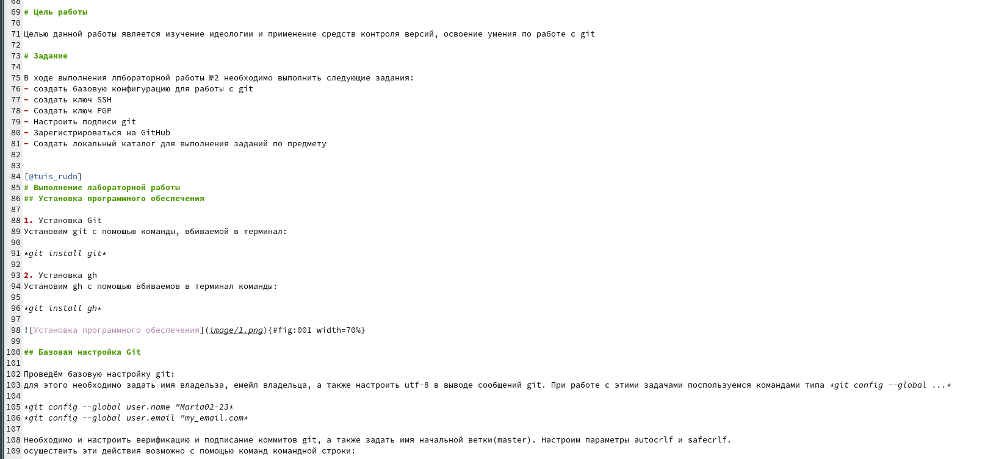 68
69 # Цель работы
70
71 Целью данной работы является изучение идеологии и применение средств контроля версий, освоение умения по работе с git
72
73 # Задание
74
75 В ходе выполнения лпбораторной работы №2 необходимо выполнить следующие задания:
76 - создать базовую конфигурацию для работы с git
77 - создать ключ SSH
78 - Создать ключ PGP
79 - Настроить подписи git
80 - Зарегистрироваться на GitHub
81 - Создать локальный каталог для выполнения заданий по предмету
82
83
84 [@tuis_rudn]
85 # Выполнение лабораторной работы
86 ## Установка программного обеспечения
87
88 1. Установка Git
89 Установим git с помощью команды, вбиваемой в терминал:
90
91 *git install git*
92
93 2. Установка gh
94 Установим gh с помощью вбиваемов в терминал команды:
95
96 *git install gh*
97
98 ![Установка программного обеспечения](image/1.png){#fig:001 width=70%}
99
100 ## Базовая настройка Git
101
102 Проведём базовую настройку git:
103 для этого необходимо задать имя владельза, емейл владельца, а также настроить utf-8 в выводе сообщений git. При работе с этими задачами поспользуемся командами типа *git config --global ...*
104
105 *git config --global user.name "Maria02-23*
106 *git config --global user.email "my_email.com*
107
108 Необходимо и настроить верификацию и подписание коммитов git, а также задать имя начальной ветки(master). Настроим параметры autocrlf и safecrlf.
109 осуществить эти действия возможно с помощью команд командной строки: